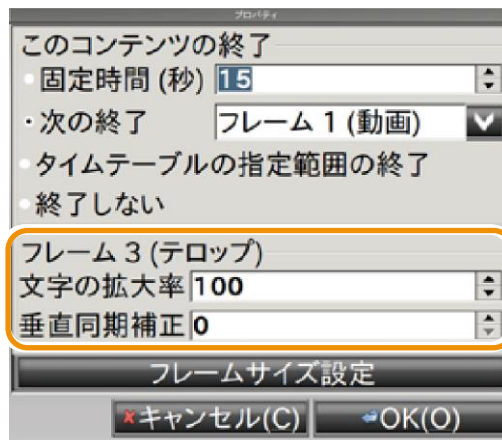 プロパティ
このコンテンツの終了
固定時間 (秒) 15
次の終了 フレーム 1 (動画)
タイムテーブルの指定範囲の終了
終了しない
フレーム 3 (テロップ)
文字の拡大率 100
垂直同期補正 0
フレームサイズ設定
キャンセル(C) OK(O)